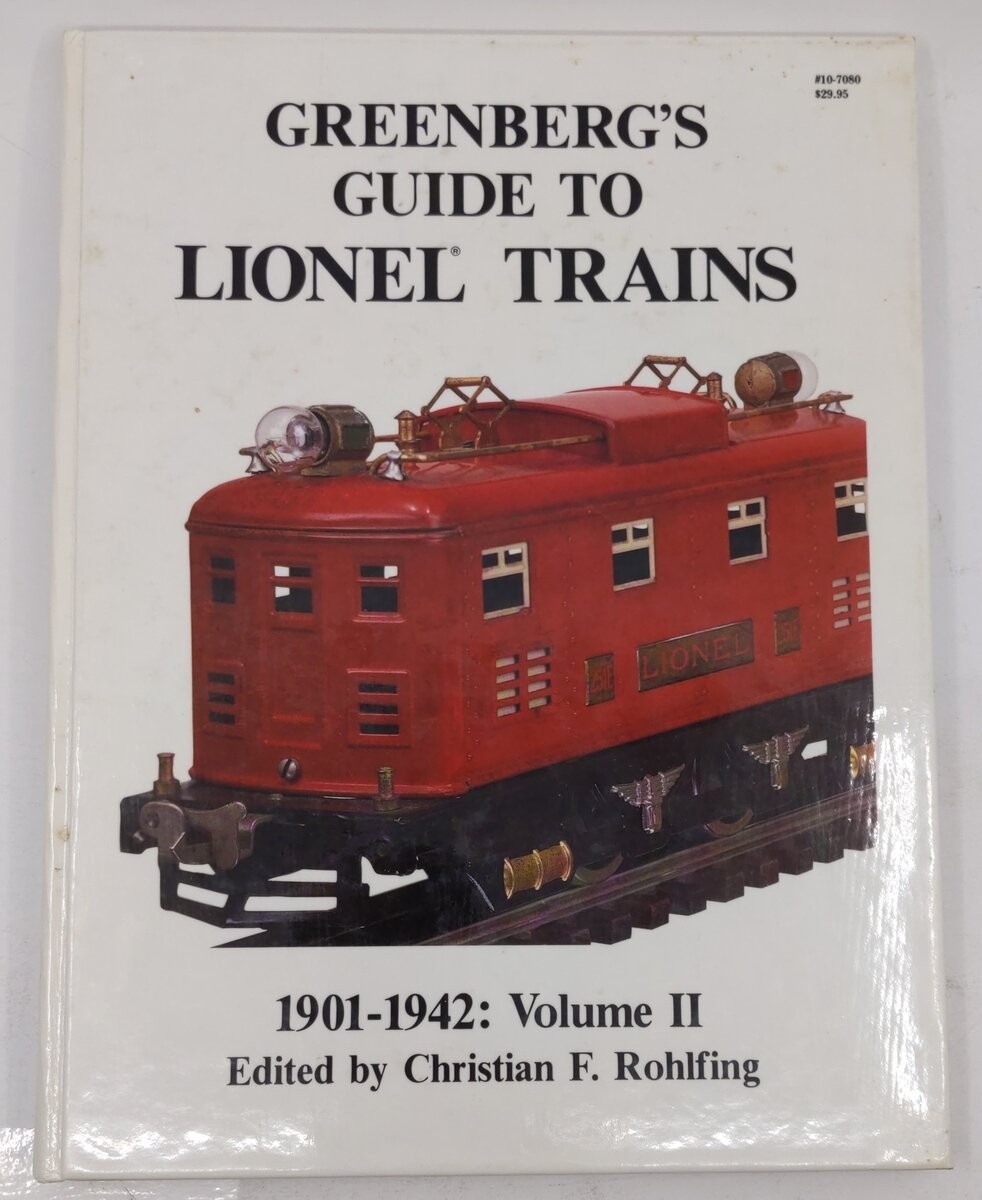 #10-7080
$29.95
GREENBERG'S
GUIDE TO
LIONEL® TRAINS
LIONEL
1901-1942: Volume II
Edited by Christian F. Rohlfing